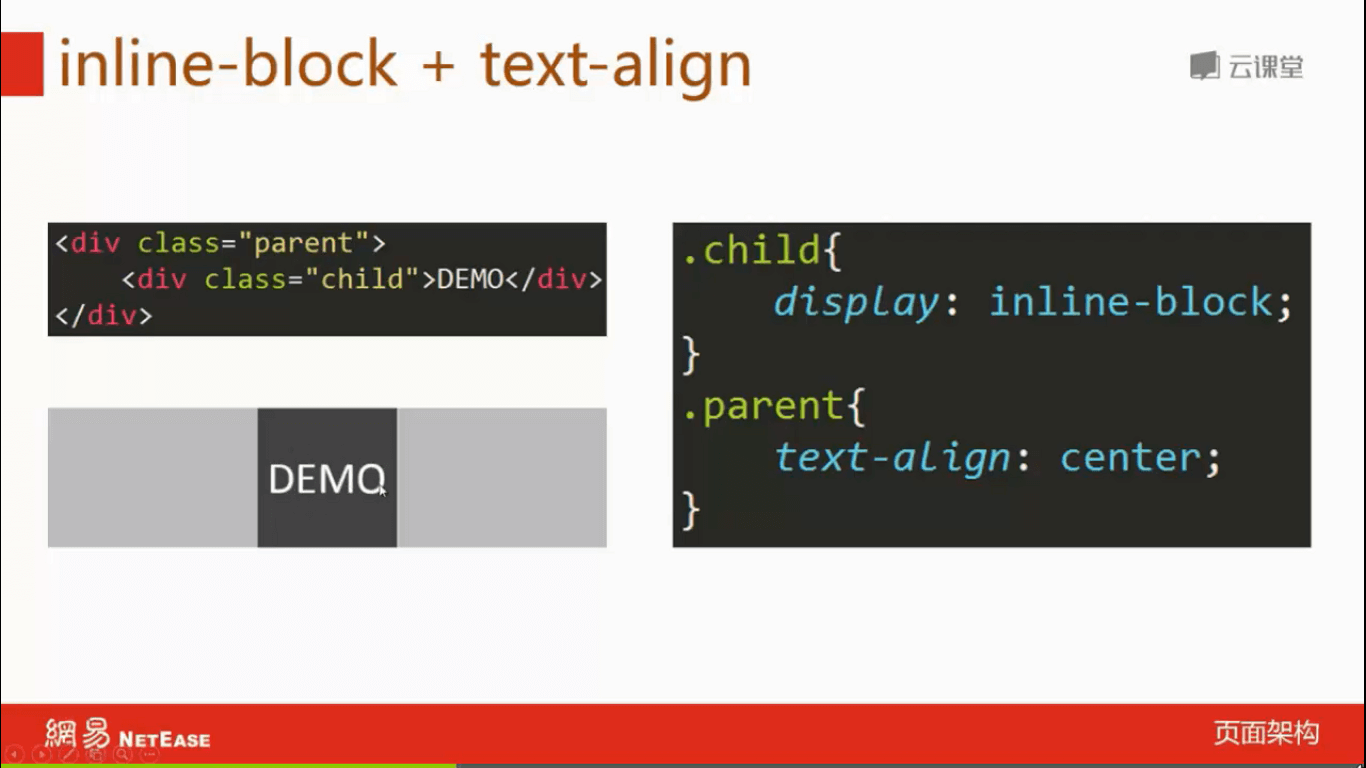 inline-block + text-align
云课堂
<div class="parent">
    <div class="child">DEMO</div>
</div>
DEMO
.child{
    display: inline-block;
}
.parent{
    text-align: center;
}
網易 NETEASE
页面架构